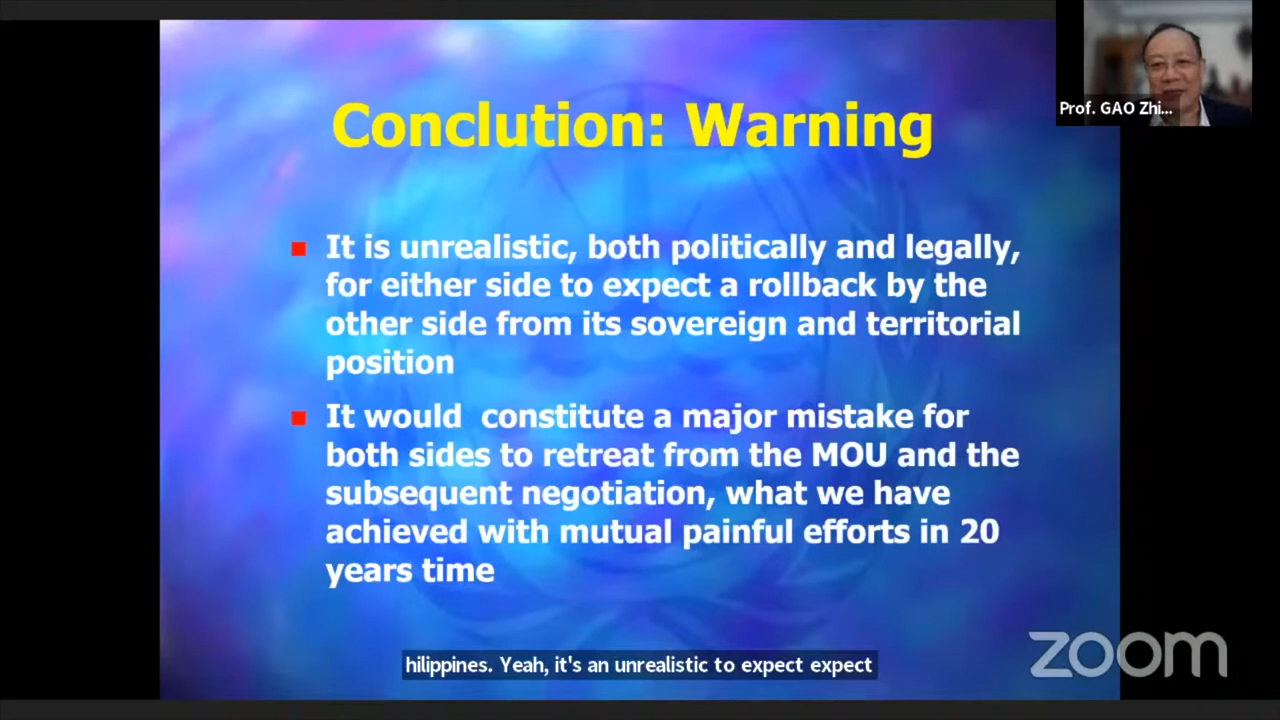 Conclution: Warning
Prof. GAO Zhi...
It is unrealistic, both politically and legally,
for either side to expect a rollback by the
other side from its sovereign and territorial
position
It would constitute a major mistake for
both sides to retreat from the MOU and the
subsequent negotiation, what we have
achieved with mutual painful efforts in 20
years time
hilippines. Yeah, it's an unrealistic to expect expect
zoom